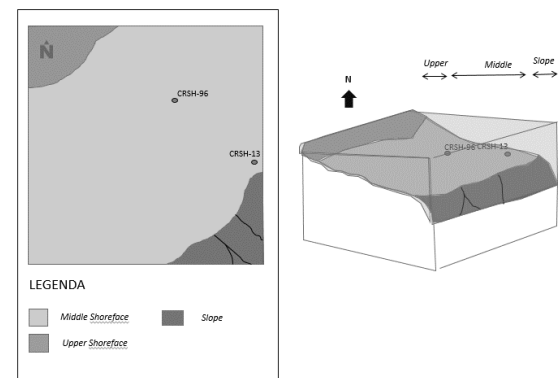 N
CRSH-96
CRSH-13
LEGENDA
Middle Shoreface
Slope
Upper Shoreface
Upper
Middle
Slope
N
CRSH-96
CRSH-13